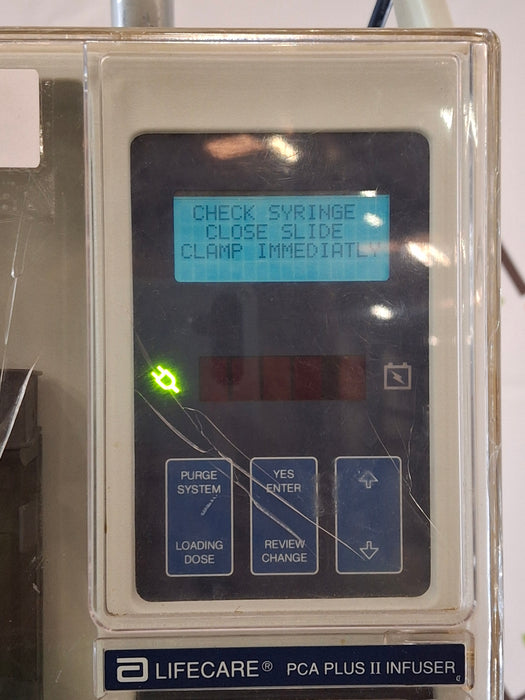 CHECK SYRINGE
CLOSE SLIDE
CLAMP IMMEDIATLY
PURGE
SYSTEM
YES
ENTER
LOADING
DOSE
REVIEW
CHANGE
LIFECARE® PCA PLUS II INFUSER